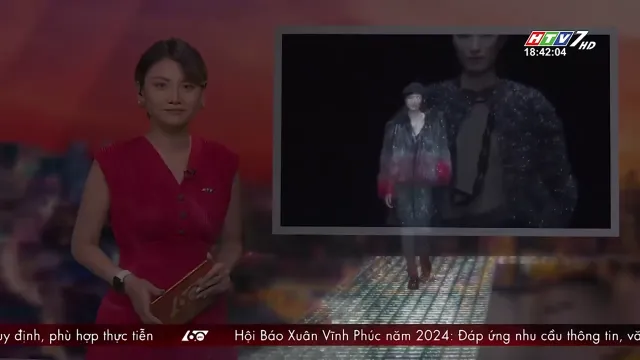 HTV7 HD
18:42:04
uy định, phù hợp thực tiễn 60 Hội Báo Xuân Vĩnh Phúc năm 2024: Đáp ứng nhu cầu thông tin, vă